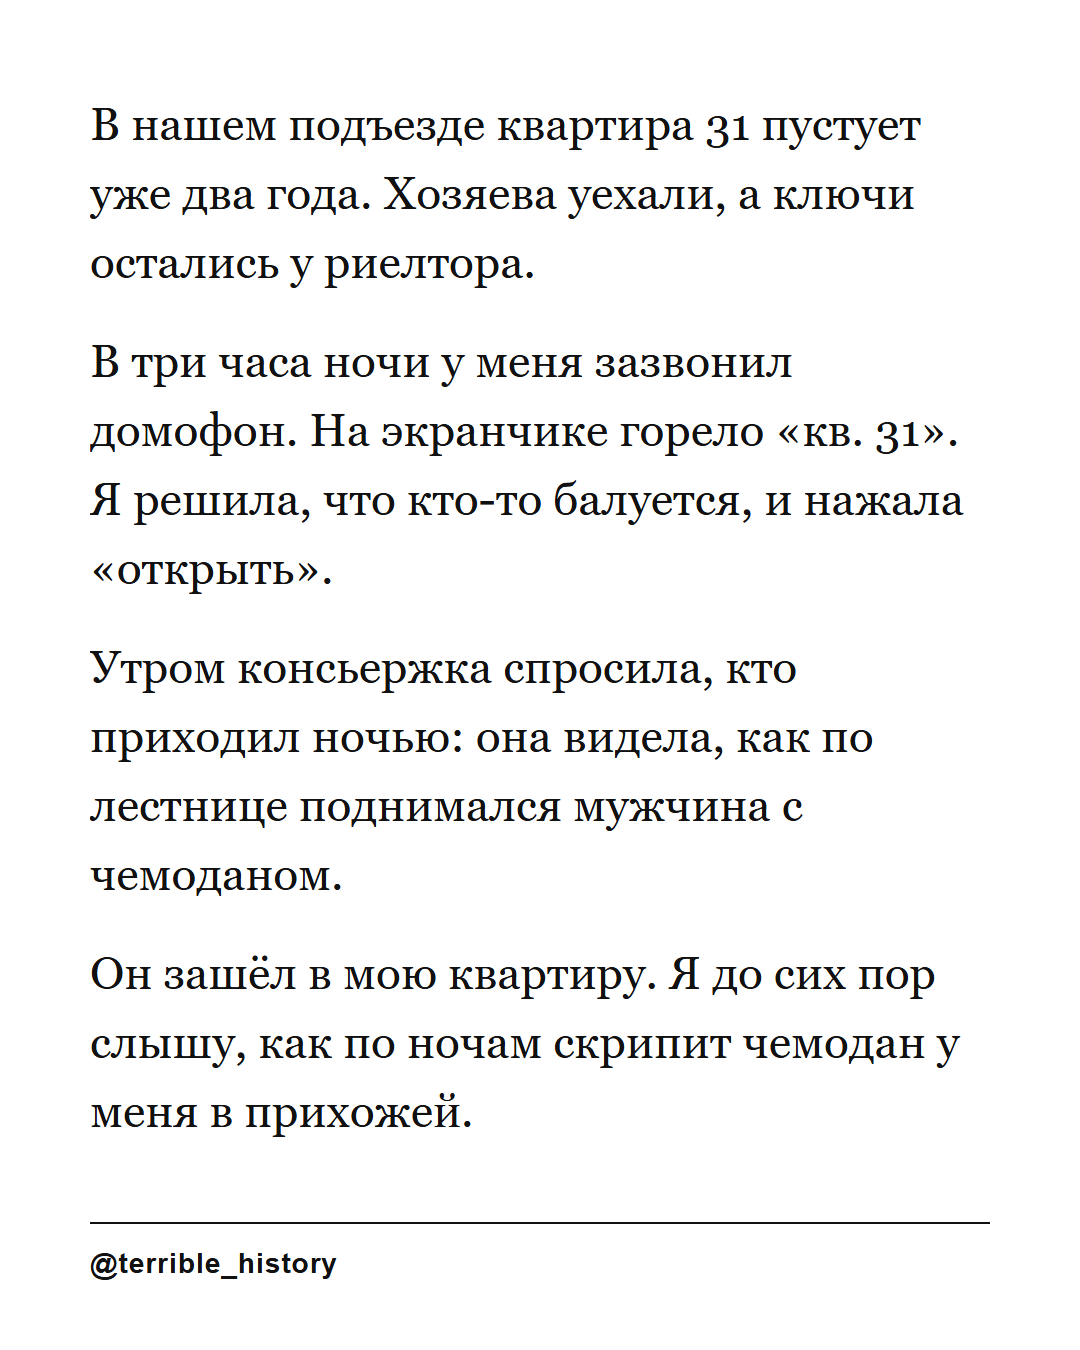 В нашем подъезде квартира 31 пустует
уже два года. Хозяева уехали, а ключи
остались у риелтора.
В три часа ночи у меня зазвонил
домофон. На экранчике горело «кв. 31».
Я решила, что кто-то балуется, и нажала
«открыть».
Утром консьержка спросила, кто
приходил ночью: она видела, как по
лестнице поднимался мужчина с
чемоданом.
Он зашёл в мою квартиру. Я до сих пор
слышу, как по ночам скрипит чемодан у
меня в прихожей.
@terrible_history